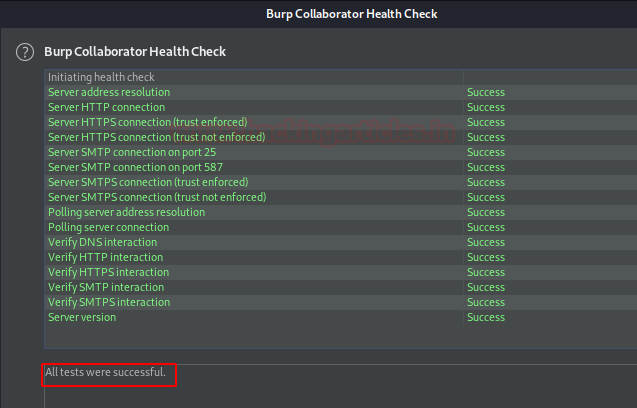 Burp Collaborator Health Check
? Burp Collaborator Health Check
Initiating health check
Server address resolution Success
Server HTTP connection Success
Server HTTPS connection (trust enforced) Success
Server HTTPS connection (trust not enforced) Success
Server SMTP connection on port 25 Success
Server SMTP connection on port 587 Success
Server SMTPS connection (trust enforced) Success
Server SMTPS connection (trust not enforced) Success
Polling server address resolution Success
Polling server connection Success
Verify DNS interaction Success
Verify HTTP interaction Success
Verify HTTPS interaction Success
Verify SMTP interaction Success
Verify SMTPS interaction Success
Server version Success
All tests were successful.